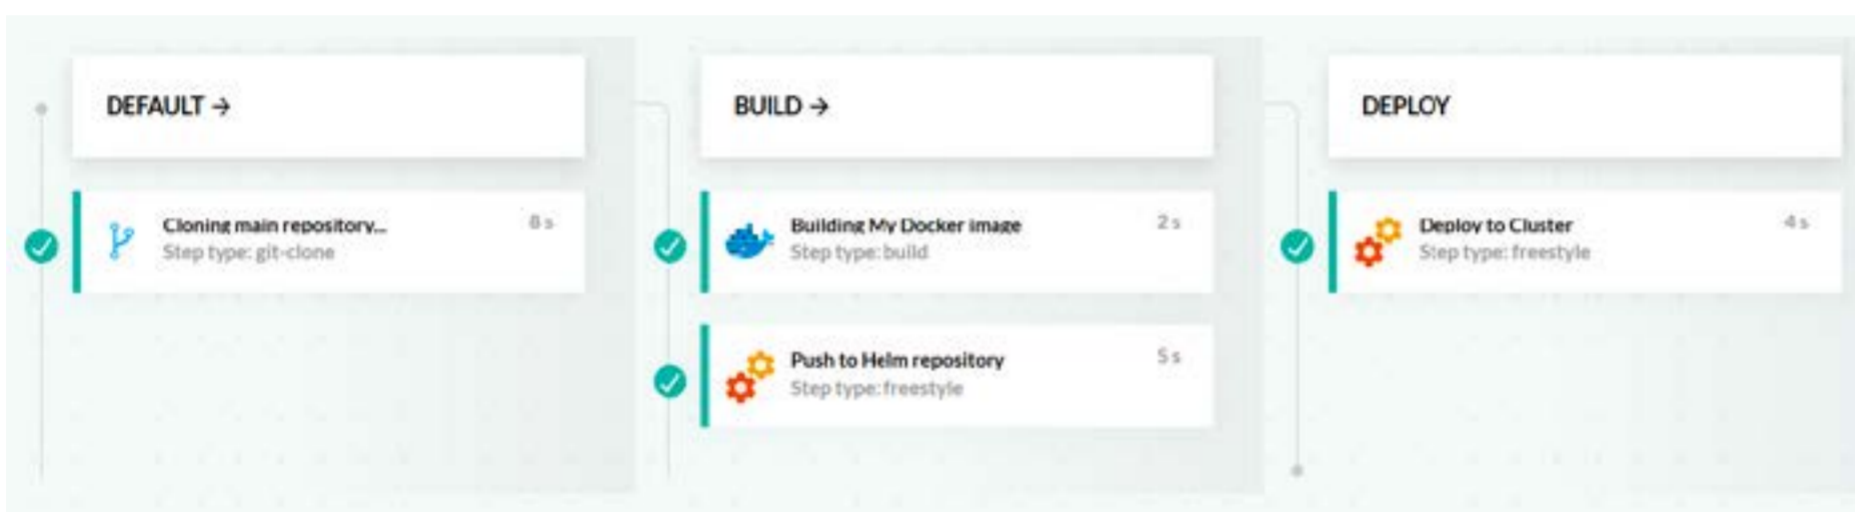 DEFAULT →
Cloning main repository...
8 s
Step type: git-clone
BUILD →
Building My Docker image
2 s
Step type: build
Push to Helm repository
5 s
Step type: freestyle
DEPLOY
Deploy to Cluster
4 s
Step type: freestyle